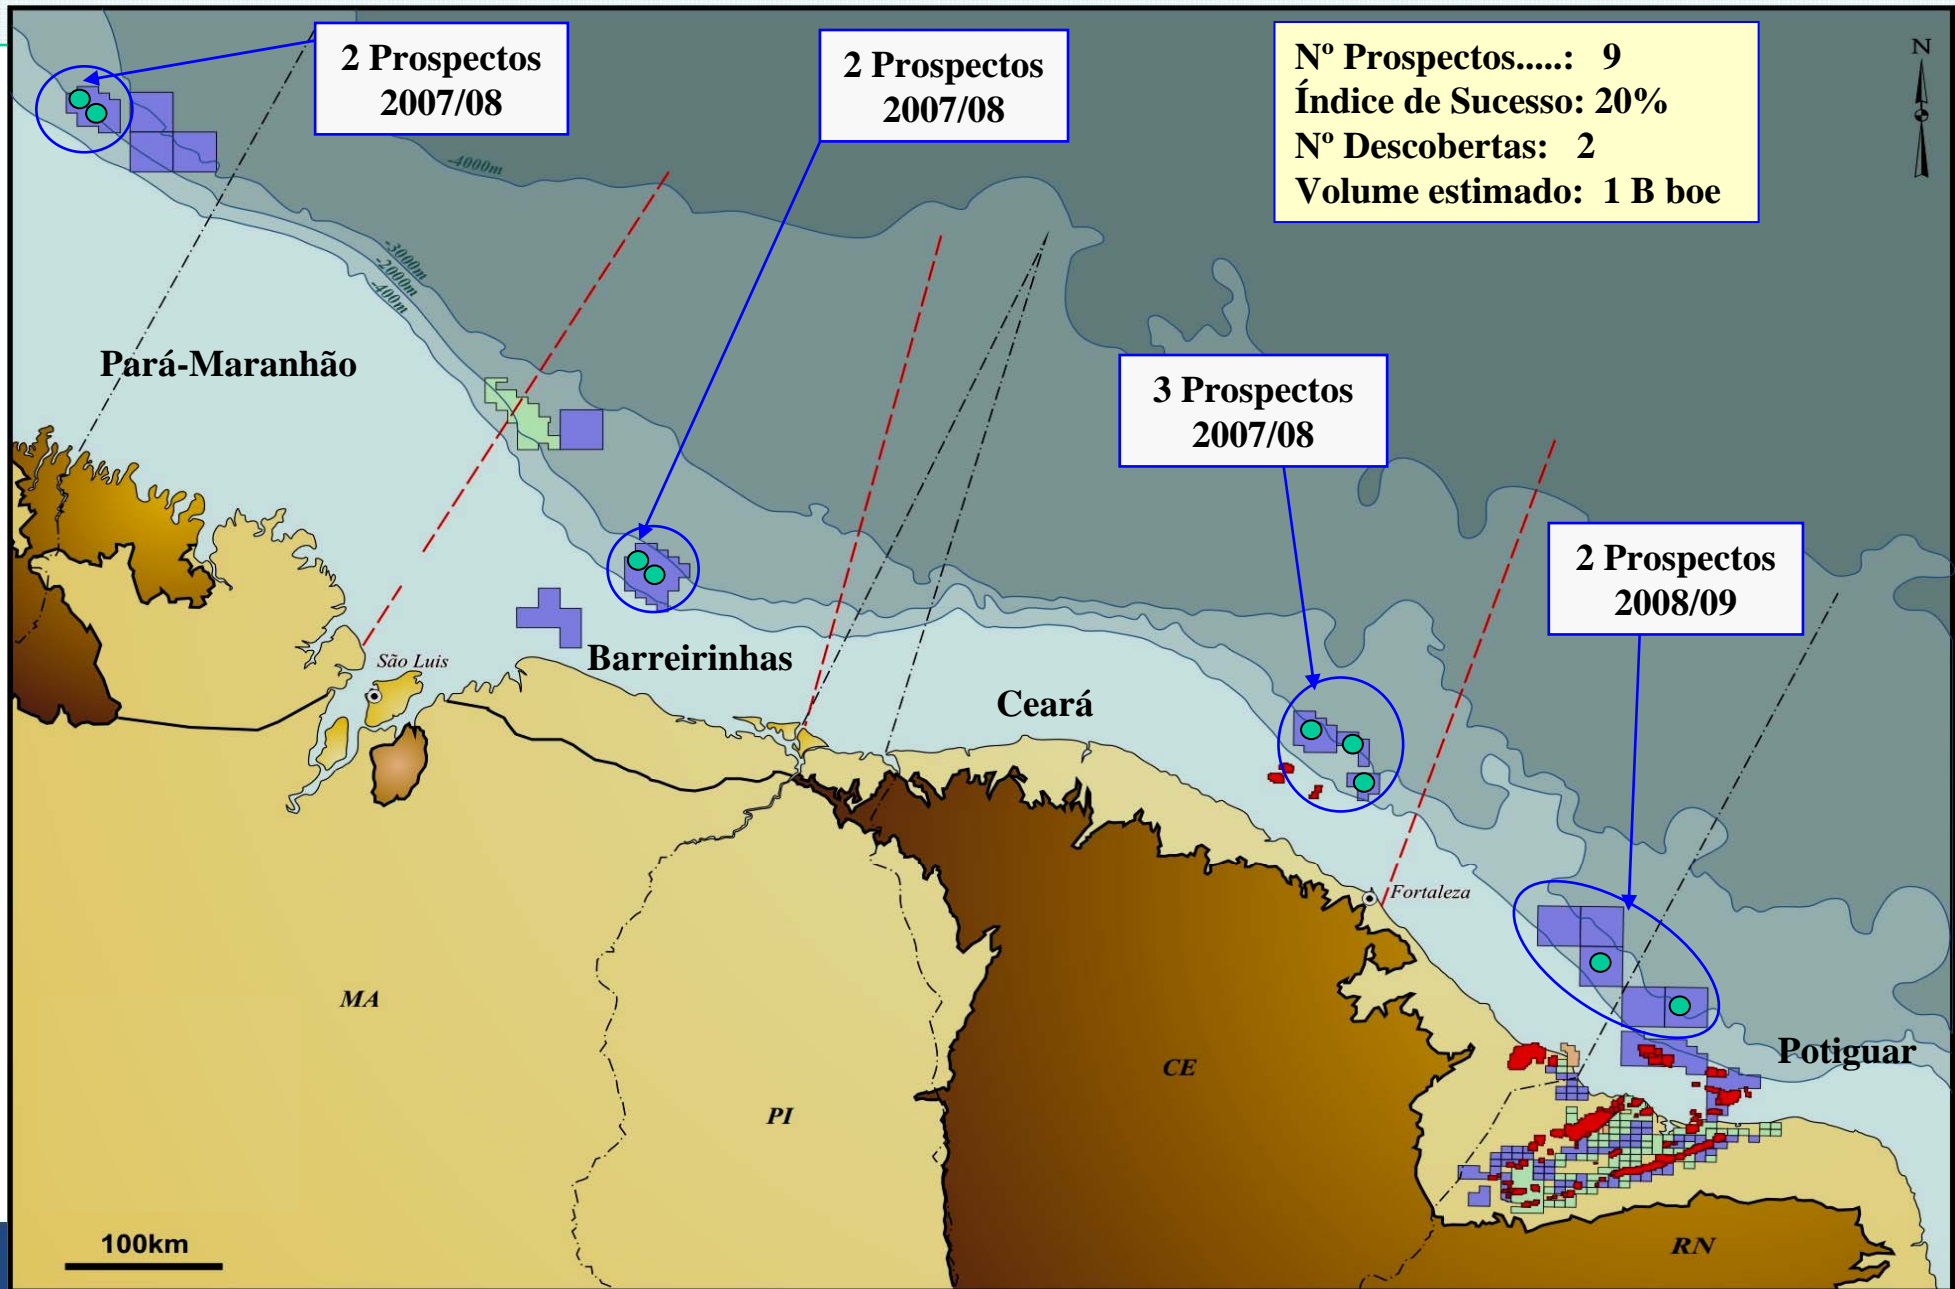 2 Prospectos
2007/08
2 Prospectos
2007/08
Nº Prospectos.....: 9
Índice de Sucesso: 20%
Nº Descobertas: 2
Volume estimado: 1 B boe
N
-4000m
-3000m
-2000m
-400m
Pará-Maranhão
3 Prospectos
2007/08
2 Prospectos
2008/09
São Luis
Barreirinhas
Ceará
Fortaleza
MA
PI
CE
Potiguar
RN
100km